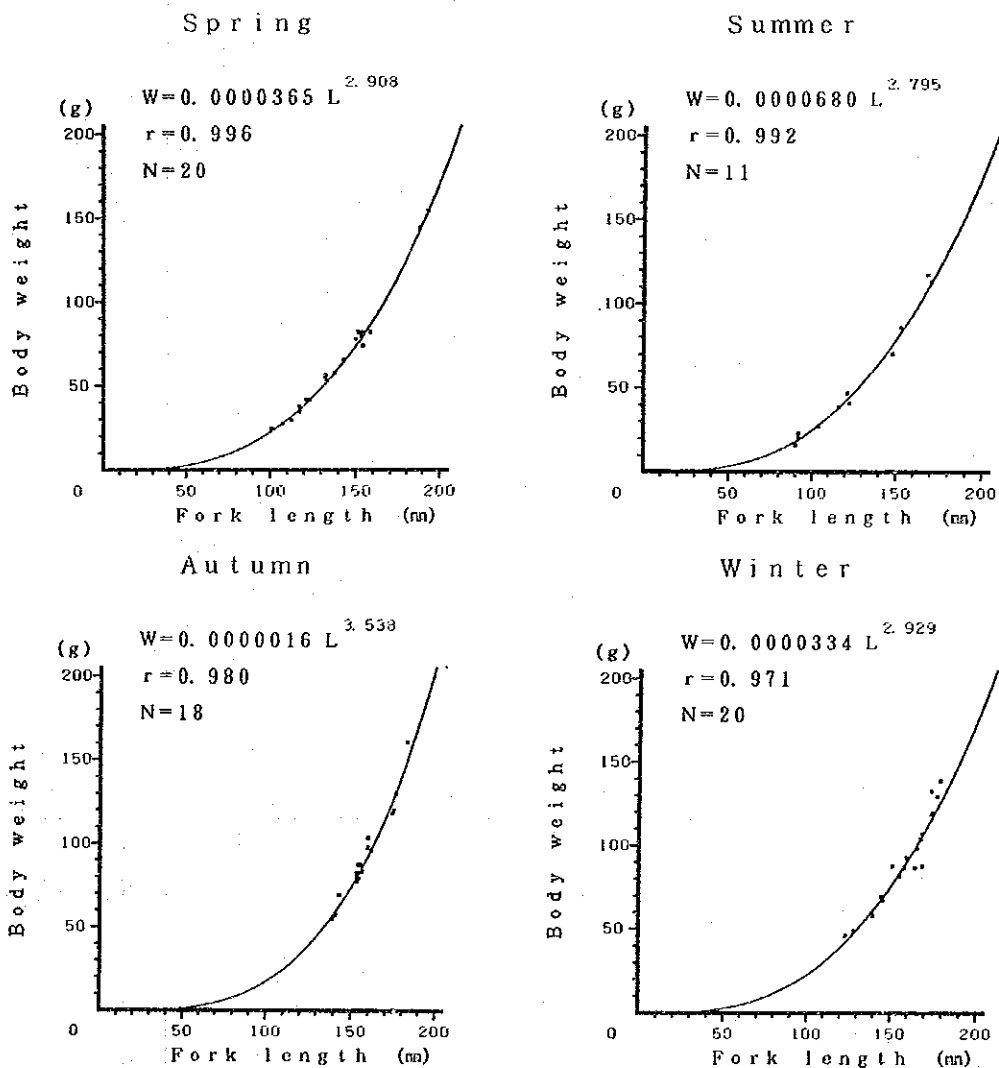 Spring
W=0.0000365 L^2.908
(g)
r=0.996
N=20
200
150
100
50
0
50 100 150 200
Fork length (mm)
Body weight
Summer
W=0.0000680 L^2.795
(g)
r=0.992
N=11
200
150
100
50
0
50 100 150 200
Fork length (mm)
Body weight
Autumn
W=0.0000016 L^3.538
(g)
r=0.980
N=18
200
150
100
50
0
50 100 150 200
Fork length (mm)
Body weight
Winter
W=0.0000334 L^2.929
(g)
r=0.971
N=20
200
150
100
50
0
50 100 150 200
Fork length (mm)
Body weight